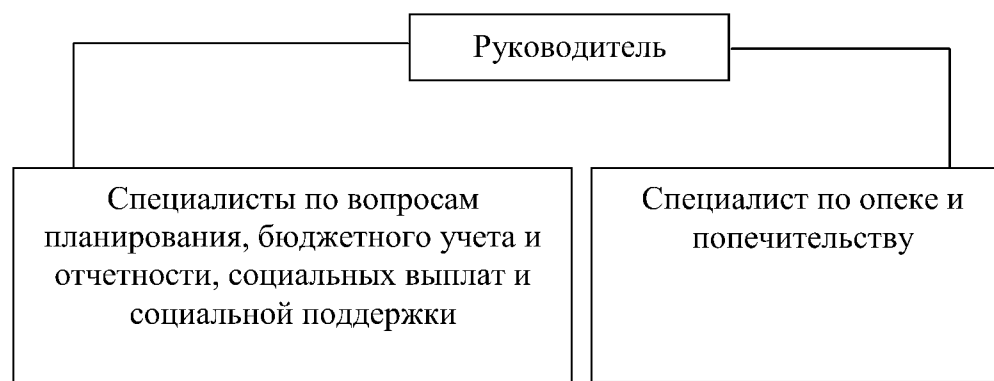 Руководитель
Специалисты по вопросам
планирования, бюджетного учета и
отчетности, социальных выплат и
социальной поддержки
Специалист по опеке и
попечительству